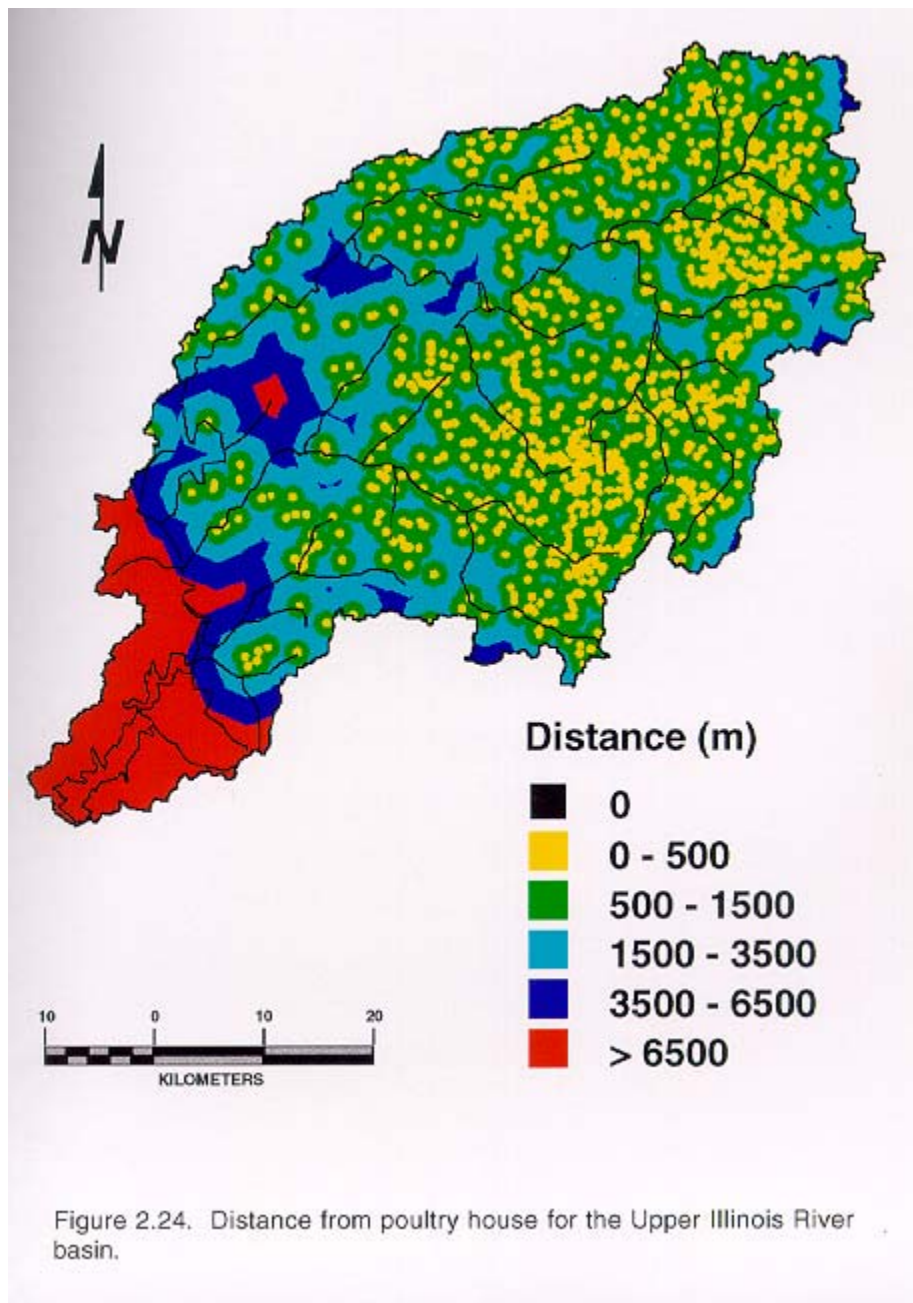 N
Distance (m)
0
0 - 500
500 - 1500
1500 - 3500
3500 - 6500
> 6500
10 0 10 20
KILOMETERS
Figure 2.24. Distance from poultry house for the Upper Illinois River
basin.